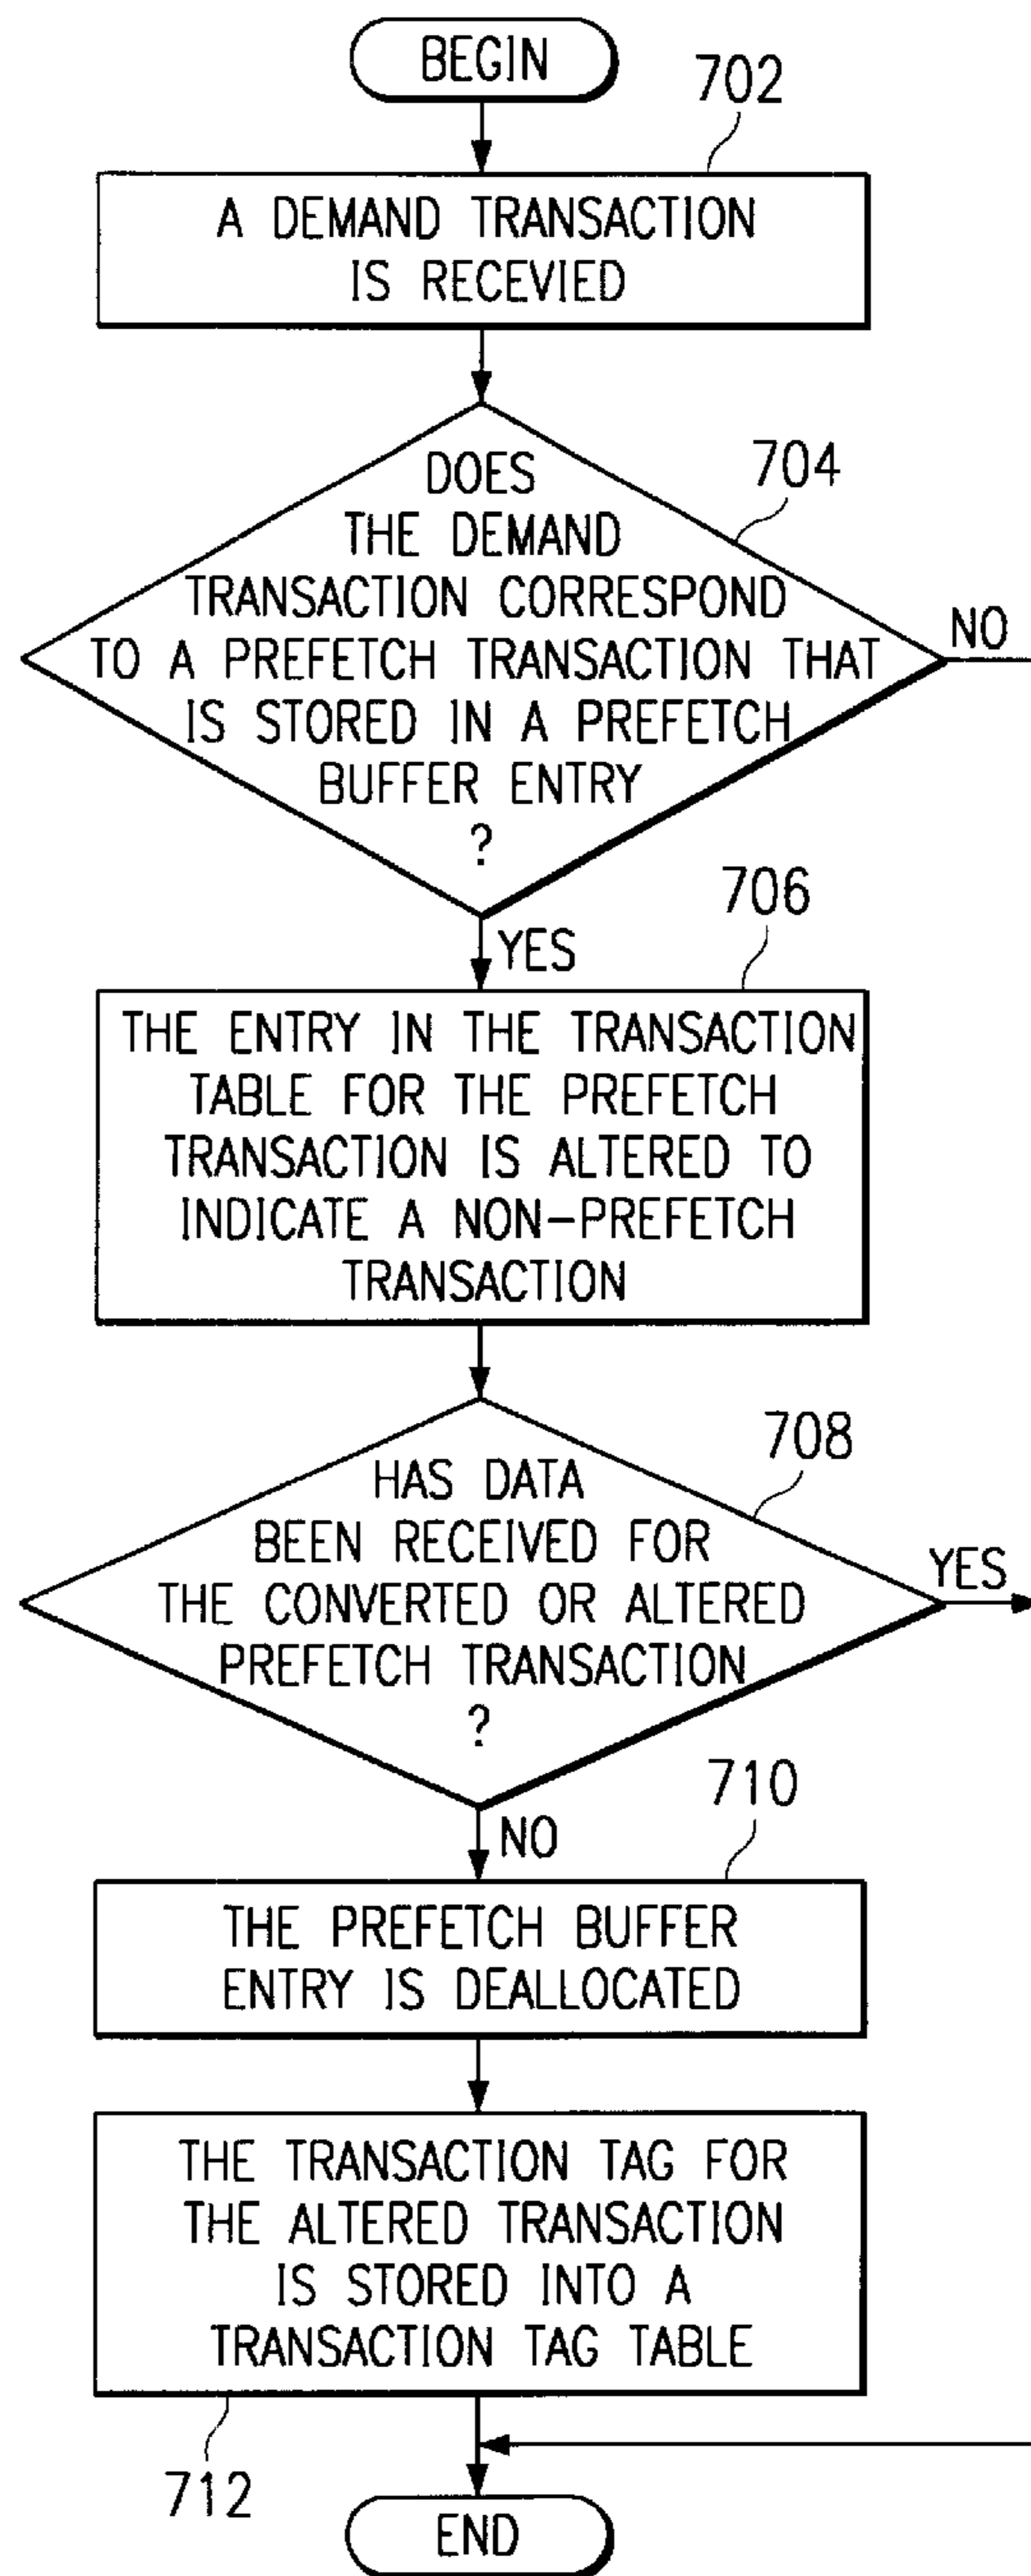 BEGIN
702
A DEMAND TRANSACTION
IS RECEVIED
704
DOES
THE DEMAND
TRANSACTION CORRESPOND
TO A PREFETCH TRANSACTION THAT
IS STORED IN A PREFETCH
BUFFER ENTRY
?
NO
YES
706
THE ENTRY IN THE TRANSACTION
TABLE FOR THE PREFETCH
TRANSACTION IS ALTERED TO
INDICATE A NON-PREFETCH
TRANSACTION
708
HAS DATA
BEEN RECEIVED FOR
THE CONVERTED OR ALTERED
PREFETCH TRANSACTION
?
YES
NO
710
THE PREFETCH BUFFER
ENTRY IS DEALLOCATED
THE TRANSACTION TAG FOR
THE ALTERED TRANSACTION
IS STORED INTO A
TRANSACTION TAG TABLE
712
END